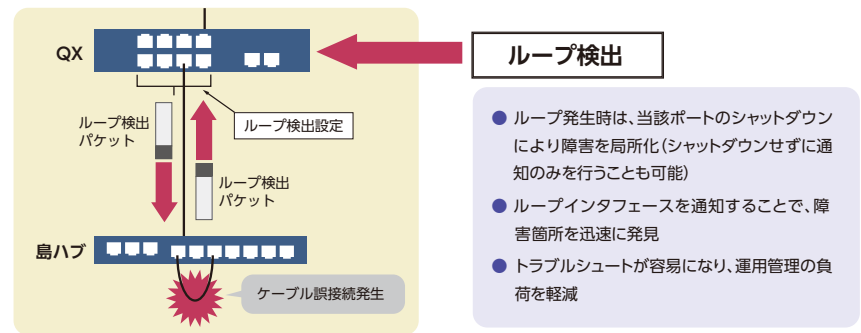 QX
ループ検出
パケット
ループ検出設定
ループ検出
パケット
島ハブ
ケーブル誤接続発生
ループ検出
● ループ発生時は、当該ポートのシャットダウン
により障害を局所化（シャットダウンせずに通
知のみを行うことも可能）
● ループインタフェースを通知することで、障
害箇所を迅速に発見
● トラブルシュートが容易になり、運用管理の負
荷を軽減